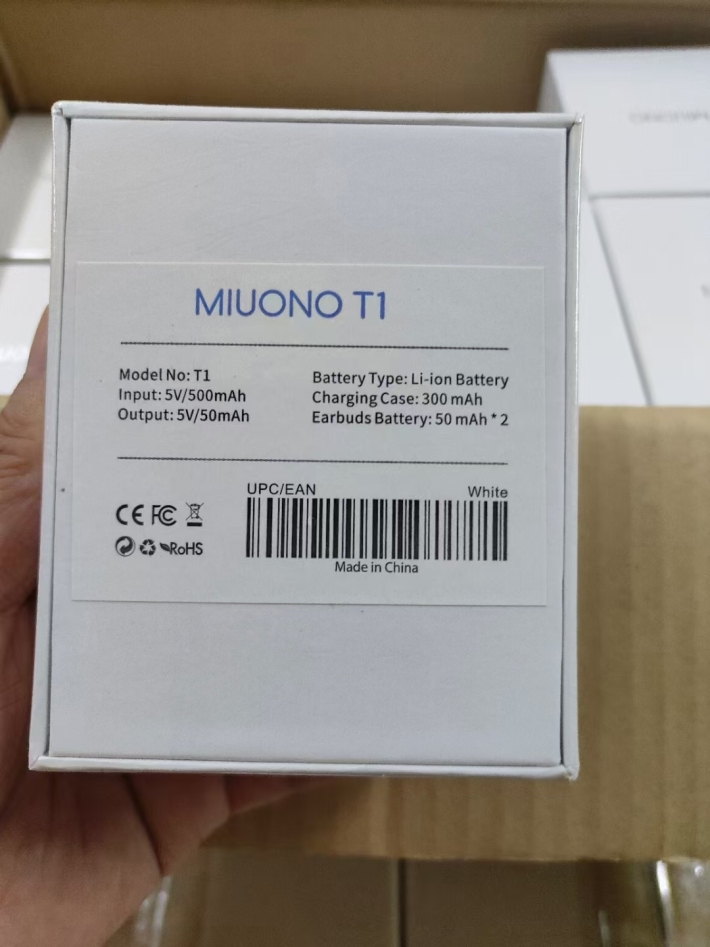 MIUONO T1
Model No: T1
Input: 5V/500mAh
Output: 5V/50mAh
Battery Type: Li-ion Battery
Charging Case: 300 mAh
Earbuds Battery: 50 mAh * 2
UPC/EAN
White
CE FC
RoHS
Made in China